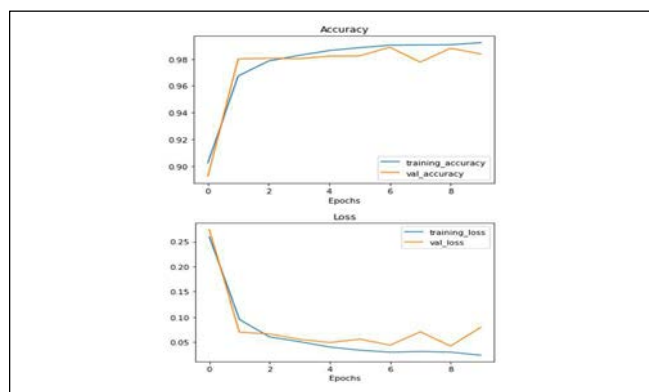 Accuracy
0.98
0.96
0.94
0.92
0.90
training_accuracy
val_accuracy
0 2 4 6 8
Epochs
Loss
training_loss
val_loss
0.25
0.20
0.15
0.10
0.05
0 2 4 6 8
Epochs